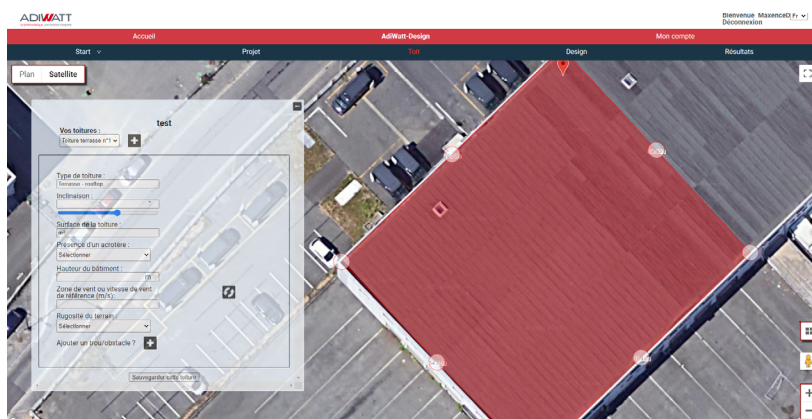 ADIWATT
Bienvenue MaxenceD Fr
Déconnexion
Accueil
AdiWatt-Design
Mon compte
Start
Projet
Toit
Design
Résultats
Plan
Satellite
test
Vos toitures :
Toiture terrasse n°1
Type de toiture :
Terrasse - rooftop
Inclinaison :
°
Surface de la toiture :
m²
Présence d'un acrotère :
Sélectionner
Hauteur du bâtiment :
m
Zone de vent ou vitesse de vent
de référence (m/s):
Rugosité du terrain :
Sélectionner
Ajouter un trou/obstacle ?
Sauvegarder cette toiture